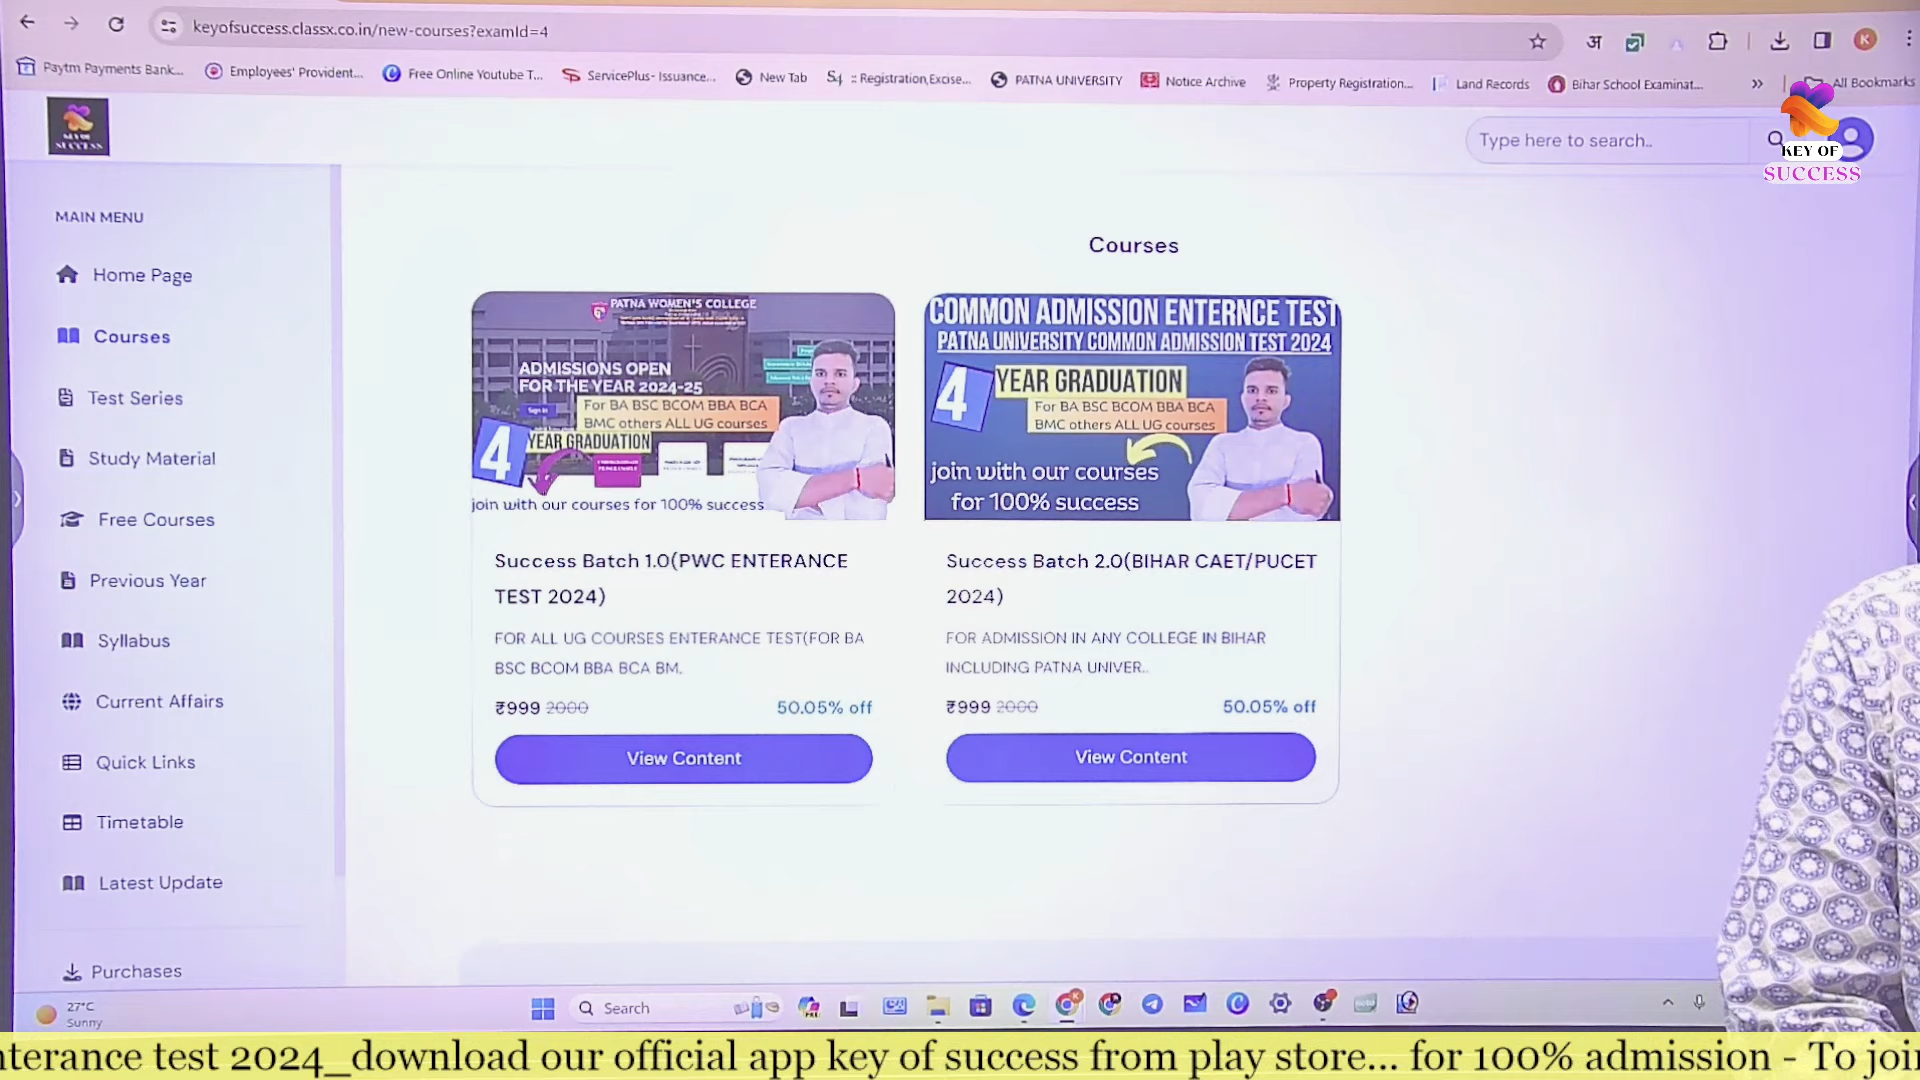 keyofsuccess.classx.co.in/new-courses?examId=4
अ
K
Paytm Payments Bank...
Employees' Provident...
Free Online Youtube T...
ServicePlus- Issuance...
New Tab
:: Registration,Excise...
PATNA UNIVERSITY
Notice Archive
Property Registration...
Land Records
Bihar School Examinat...
All Bookmarks
KEY OF
SUCCESS
Type here to search..
KEY OF
SUCCESS
MAIN MENU
Home Page
Courses
Test Series
Study Material
Free Courses
Previous Year
Syllabus
Current Affairs
Quick Links
Timetable
Latest Update
Purchases
Courses
PATNA WOMEN'S COLLEGE
ADMISSIONS OPEN
FOR THE YEAR 2024-25
Sign In
For BA BSC BCOM BBA BCA
BMC others ALL UG courses
4 YEAR GRADUATION
join with our courses for 100% success
Success Batch 1.0(PWC ENTERANCE
TEST 2024)
FOR ALL UG COURSES ENTERANCE TEST(FOR BA
BSC BCOM BBA BCA BM.
₹999 2000 50.05% off
View Content
COMMON ADMISSION ENTERNCE TEST
PATNA UNIVERSITY COMMON ADMISSION TEST 2024
4 YEAR GRADUATION
For BA BSC BCOM BBA BCA
BMC others ALL UG courses
join with our courses
for 100% success
Success Batch 2.0(BIHAR CAET/PUCET
2024)
FOR ADMISSION IN ANY COLLEGE IN BIHAR
INCLUDING PATNA UNIVER..
₹999 2000 50.05% off
View Content
27°C
Sunny
Search
nterance test 2024_download our official app key of success from play store... for 100% admission - To join